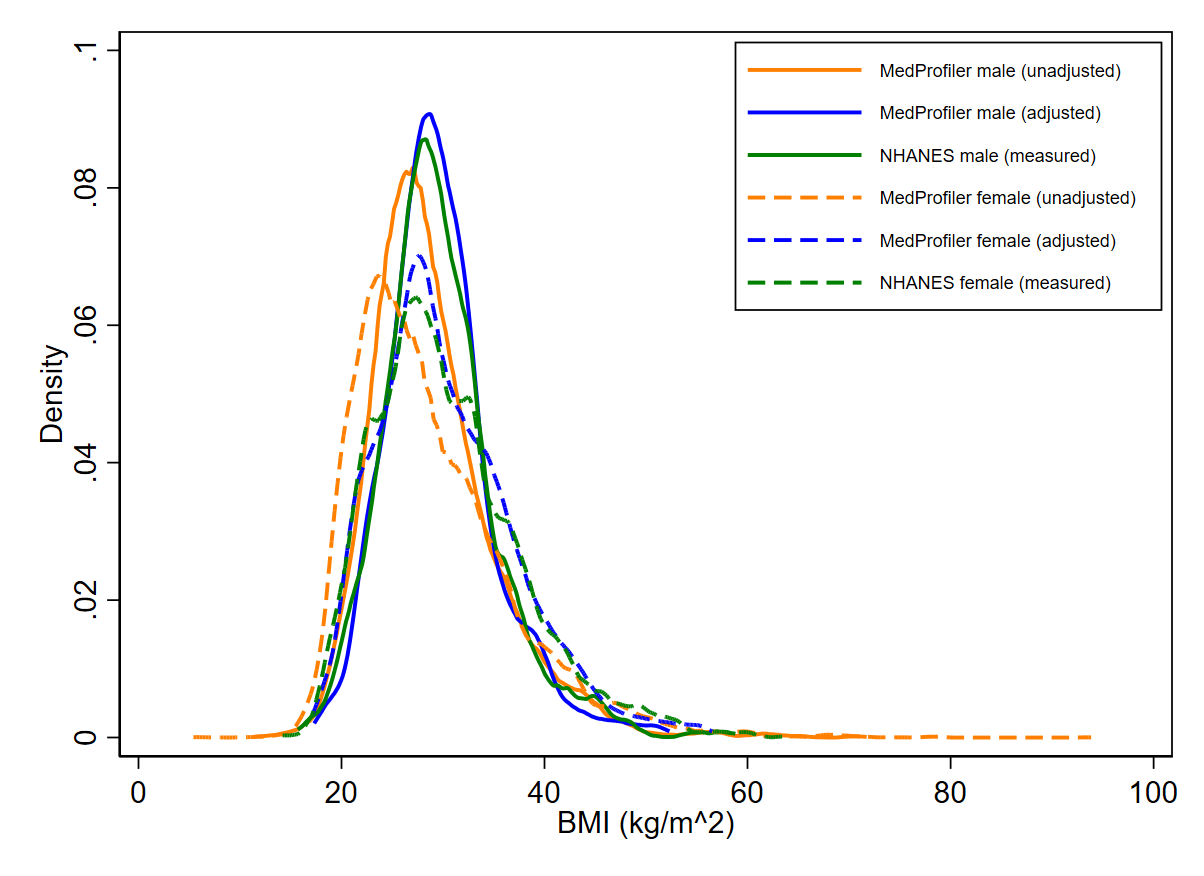 .1
.08
.06
.04
.02
0
Density
0 20 40 60 80 100
BMI (kg/m^2)
MedProfiler male (unadjusted)
MedProfiler male (adjusted)
NHANES male (measured)
MedProfiler female (unadjusted)
MedProfiler female (adjusted)
NHANES female (measured)